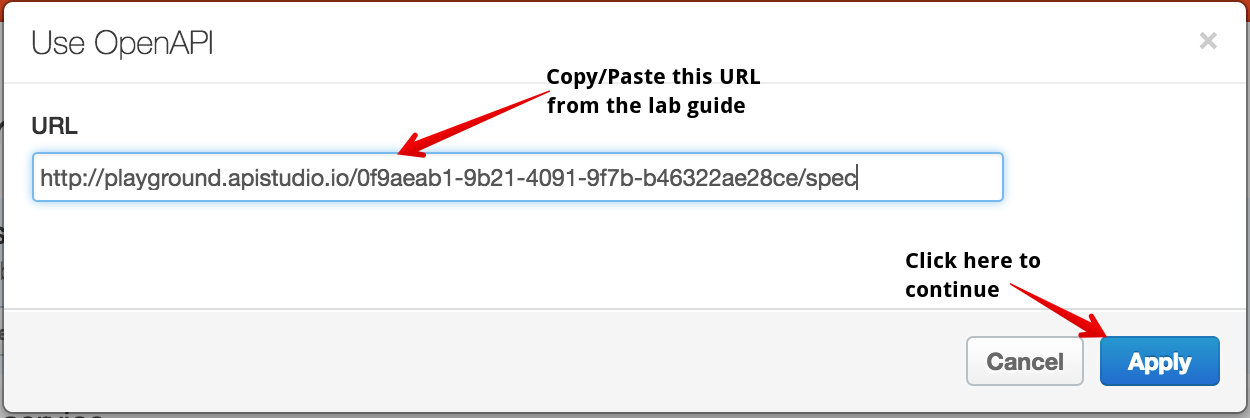 Use OpenAPI
×
Copy/Paste this URL
from the lab guide
URL
http://playground.apistudio.io/0f9aeab1-9b21-4091-9f7b-b46322ae28ce/spec
Click here to
continue
Cancel
Apply
service